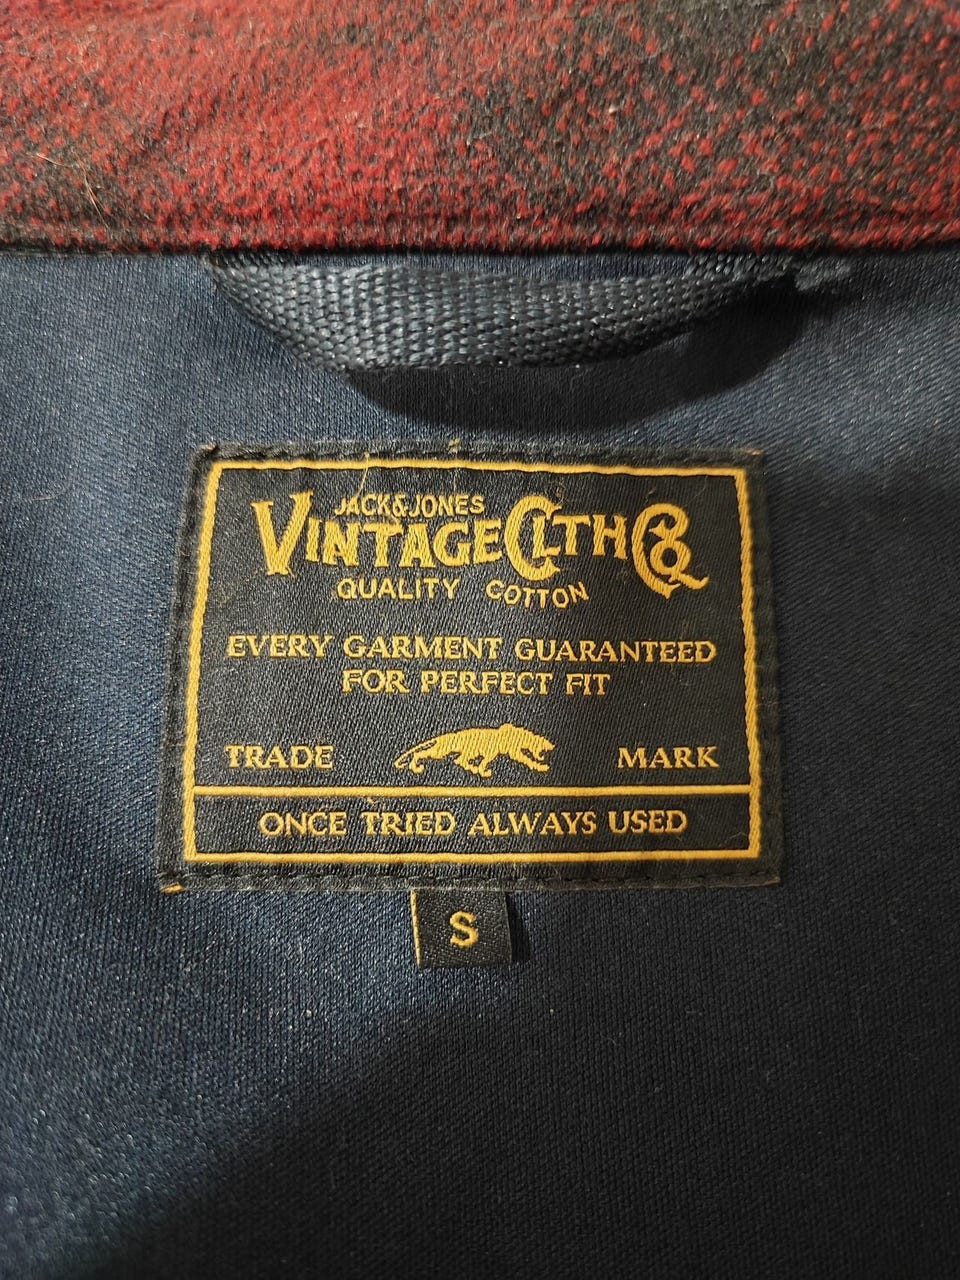 JACK&JONES
VINTAGE CLTH CO
QUALITY COTTON
EVERY GARMENT GUARANTEED
FOR PERFECT FIT
TRADE MARK
ONCE TRIED ALWAYS USED
S